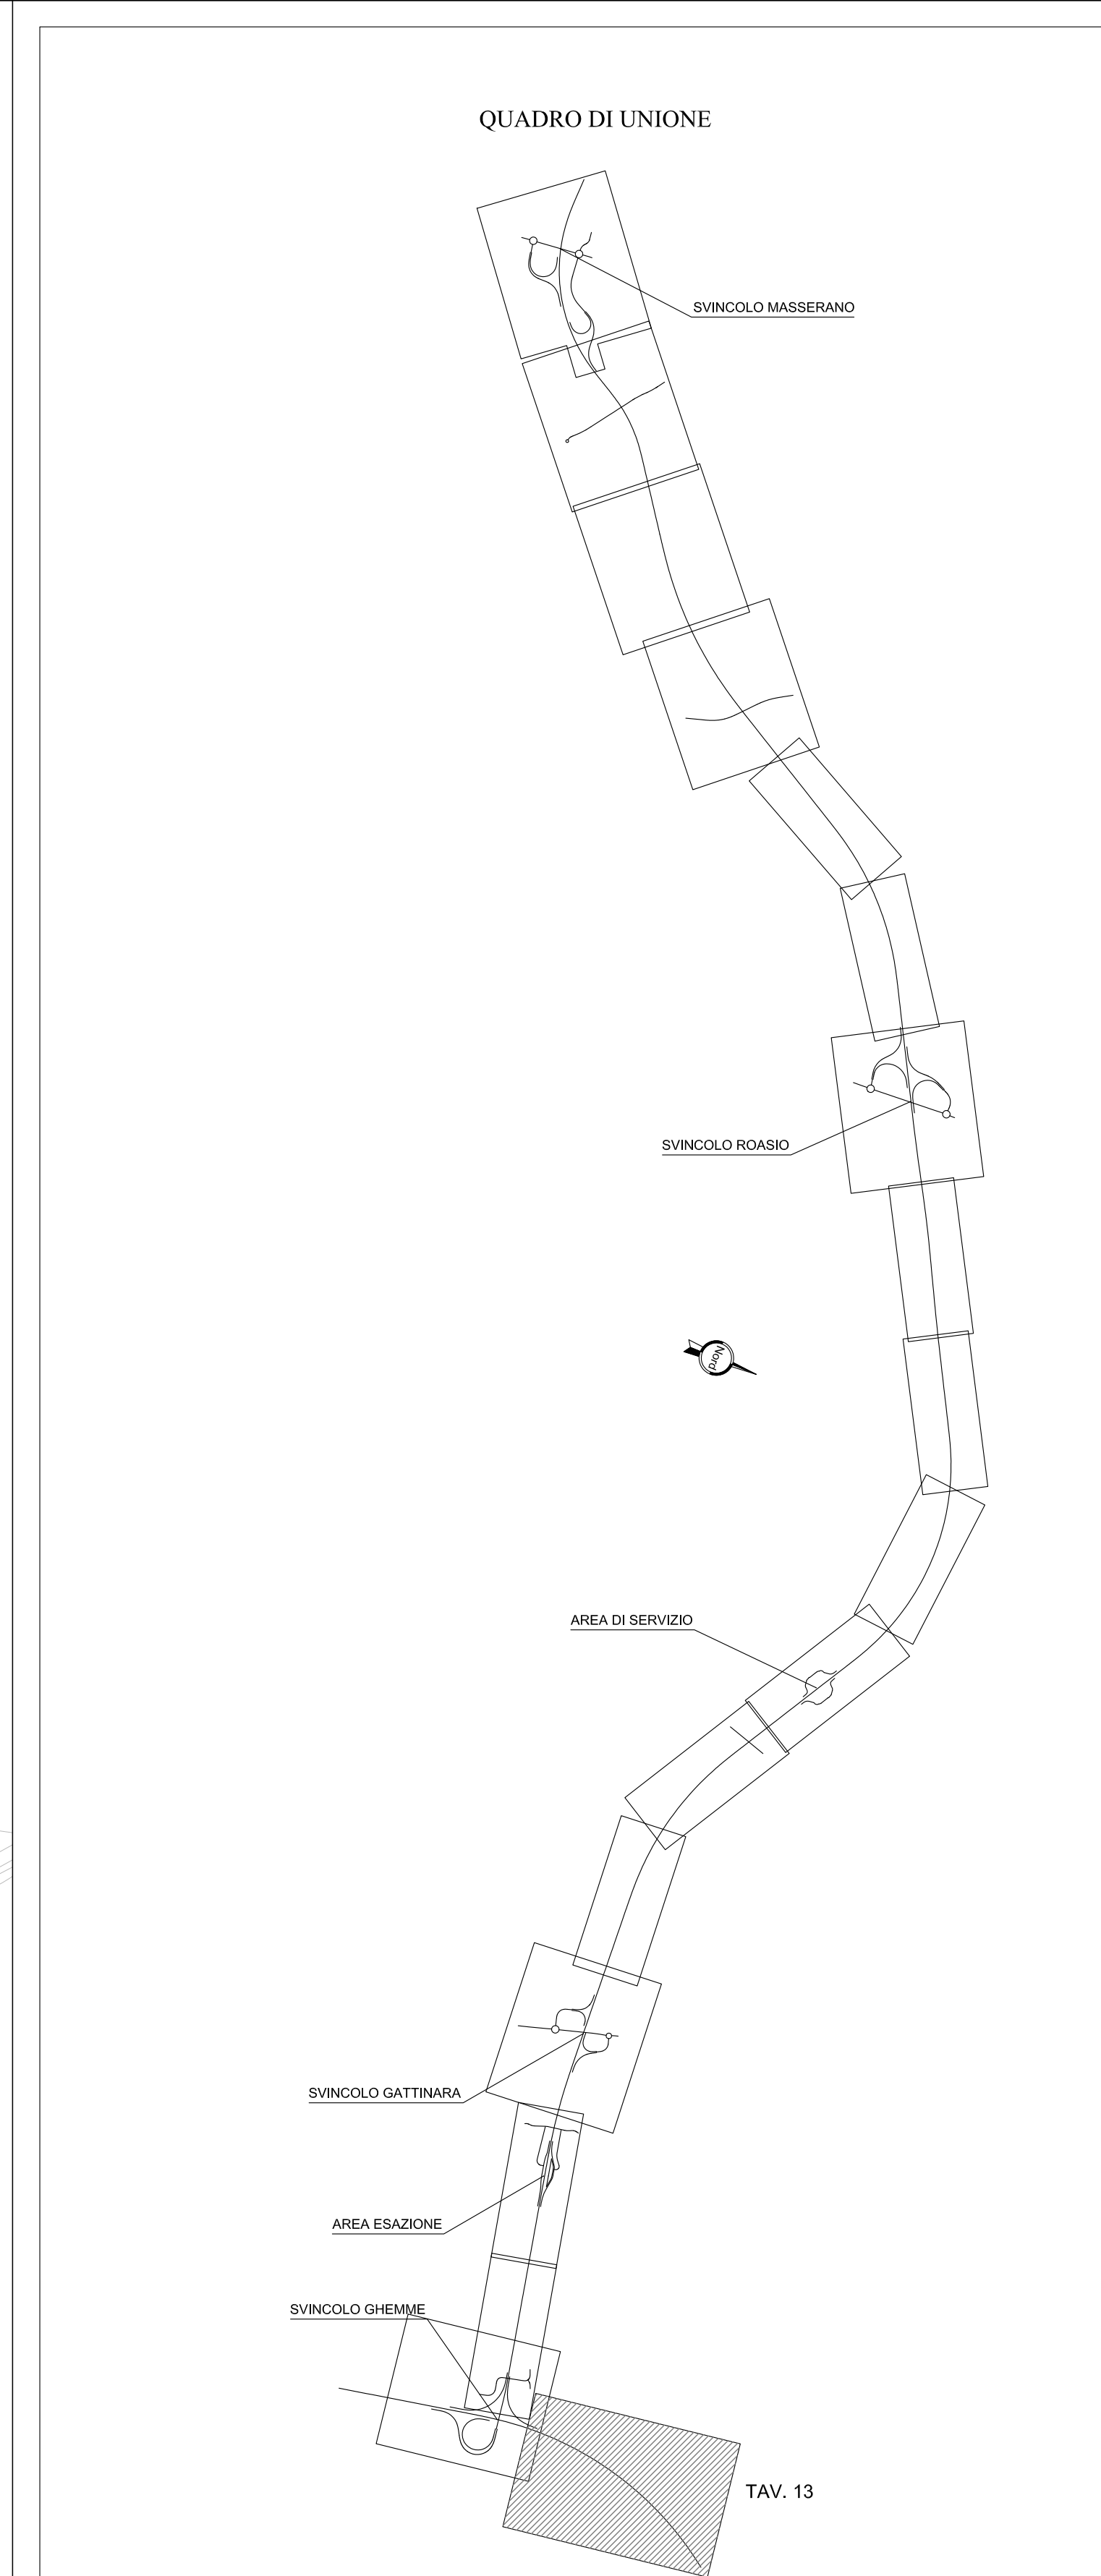 QUADRO DI UNIONE
SVINCOLO MASSERANO
SVINCOLO ROASIO
Nord
AREA DI SERVIZIO
SVINCOLO GATTINARA
AREA ESAZIONE
SVINCOLO GHEMME
TAV. 13